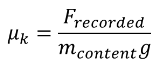 μ_k = F_recorded / m_content g